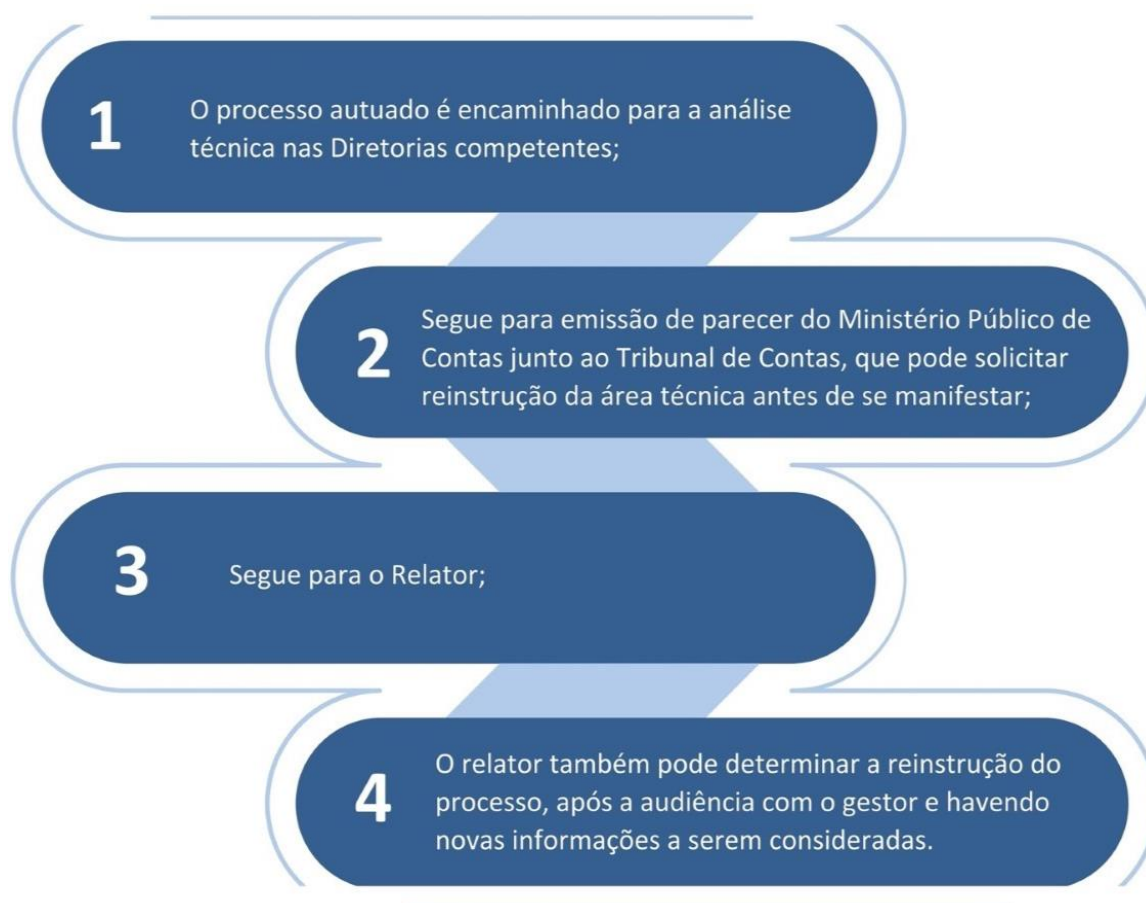 1
O processo autuado é encaminhado para a análise
técnica nas Diretorias competentes;
2
Segue para emissão de parecer do Ministério Público de
Contas junto ao Tribunal de Contas, que pode solicitar
reinstrução da área técnica antes de se manifestar;
3
Segue para o Relator;
4
O relator também pode determinar a reinstrução do
processo, após a audiência com o gestor e havendo
novas informações a serem consideradas.